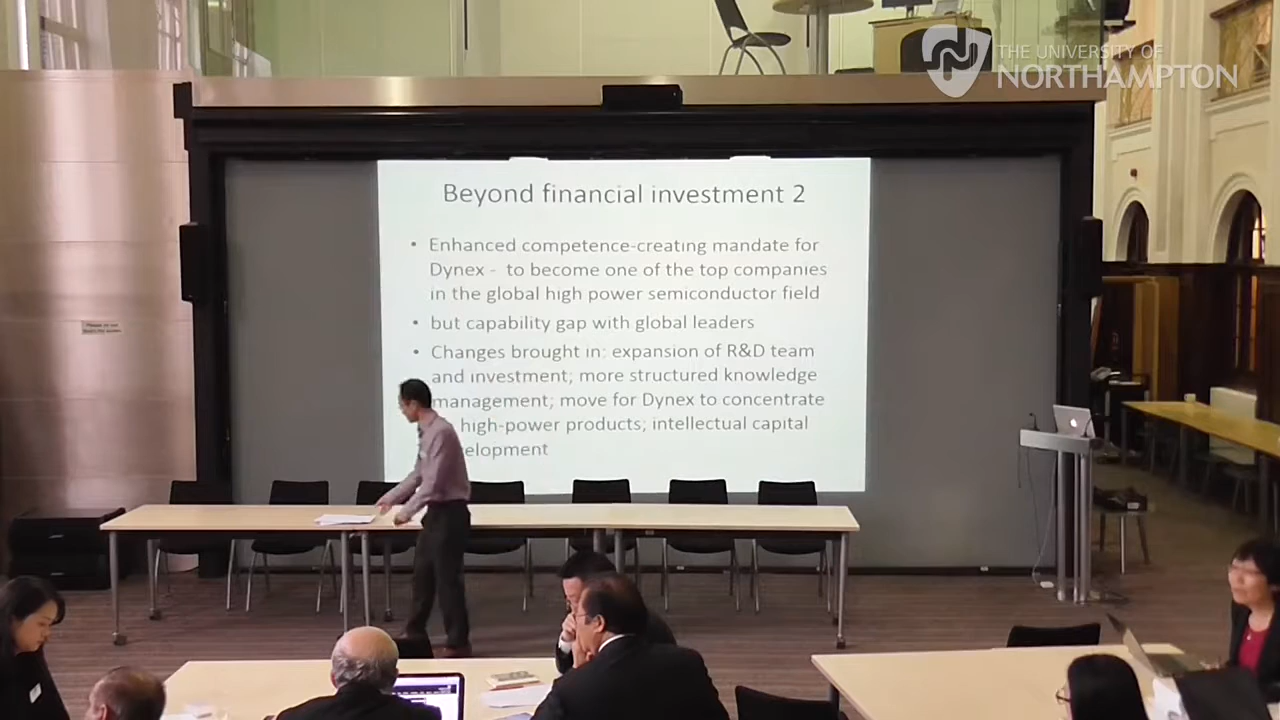 THE UNIVERSITY OF
NORTHAMPTON
Beyond financial investment 2
• Enhanced competence-creating mandate for
Dynex - to become one of the top companies
in the global high power semiconductor field
• but capability gap with global leaders
• Changes brought in: expansion of R&D team
and investment; more structured knowledge
management; move for Dynex to concentrate
high-power products; intellectual capital
elopment